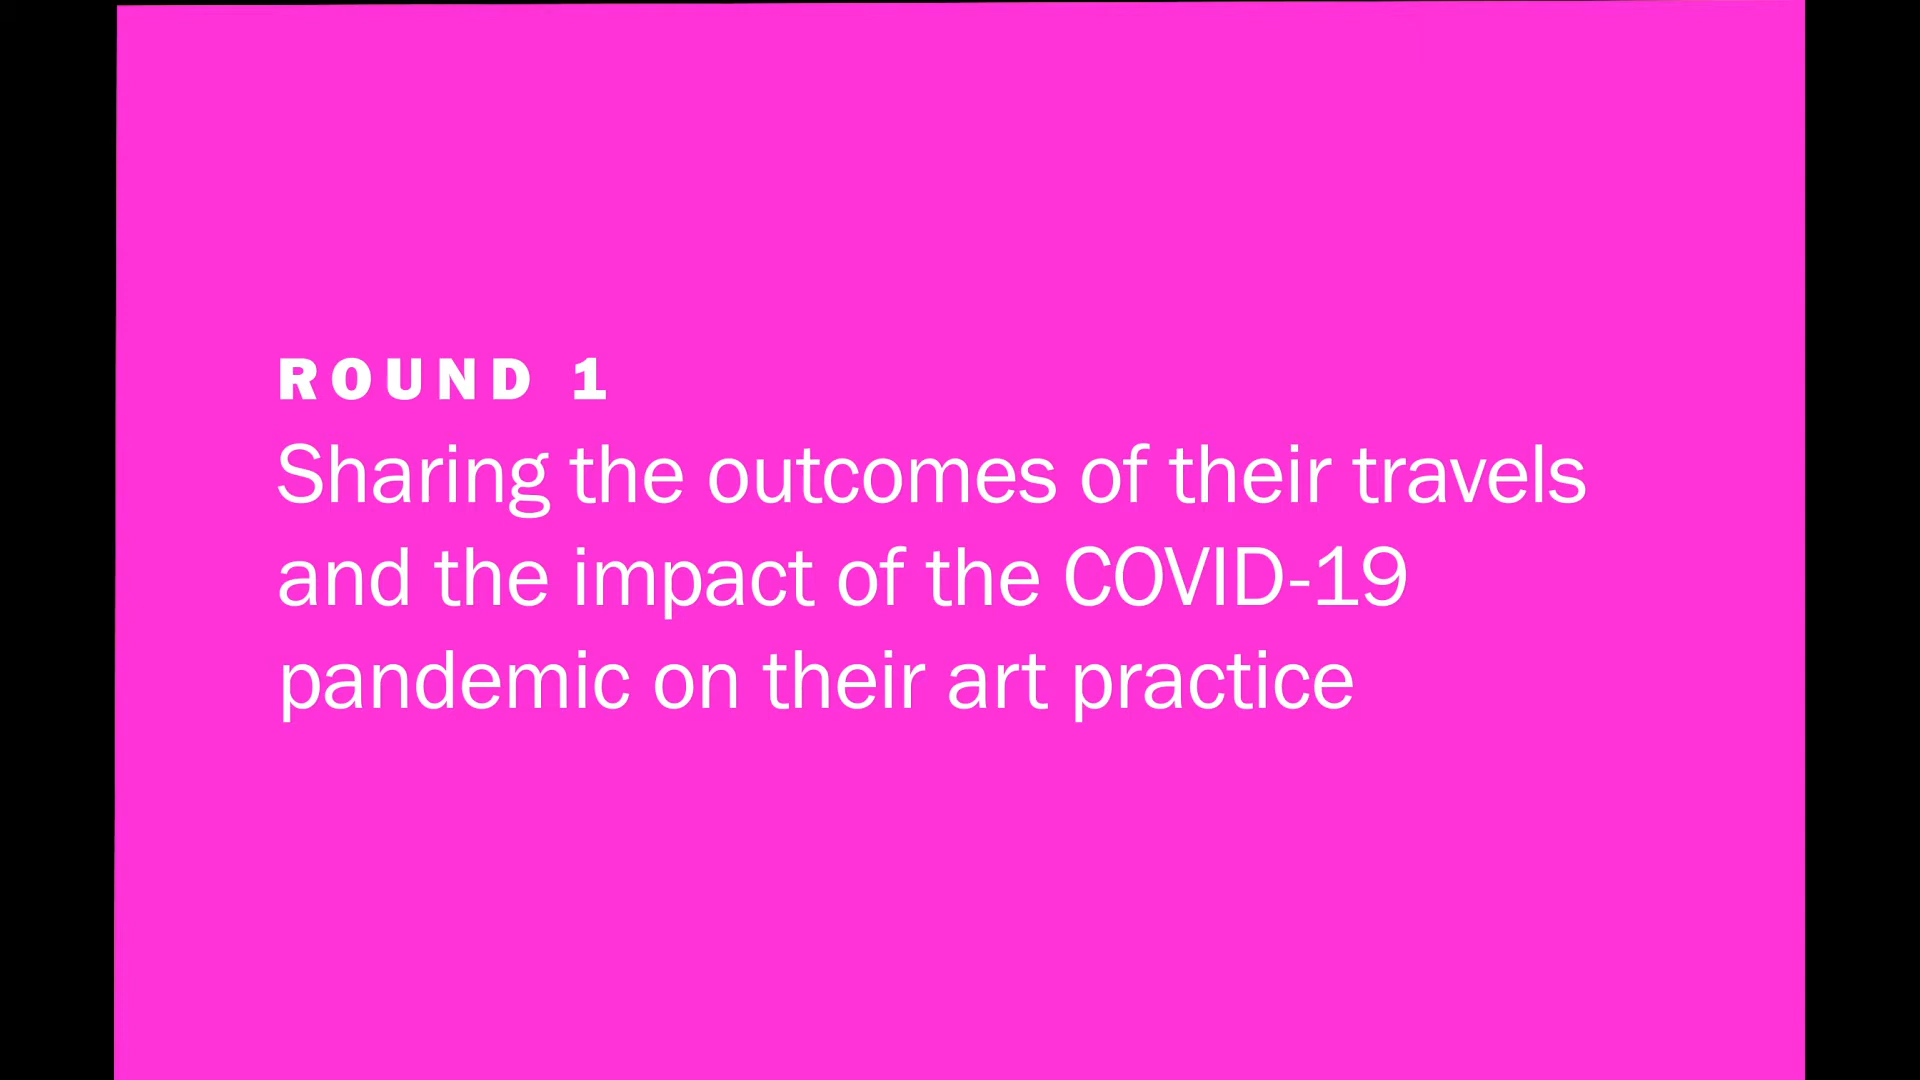 ROUND 1
Sharing the outcomes of their travels
and the impact of the COVID-19
pandemic on their art practice